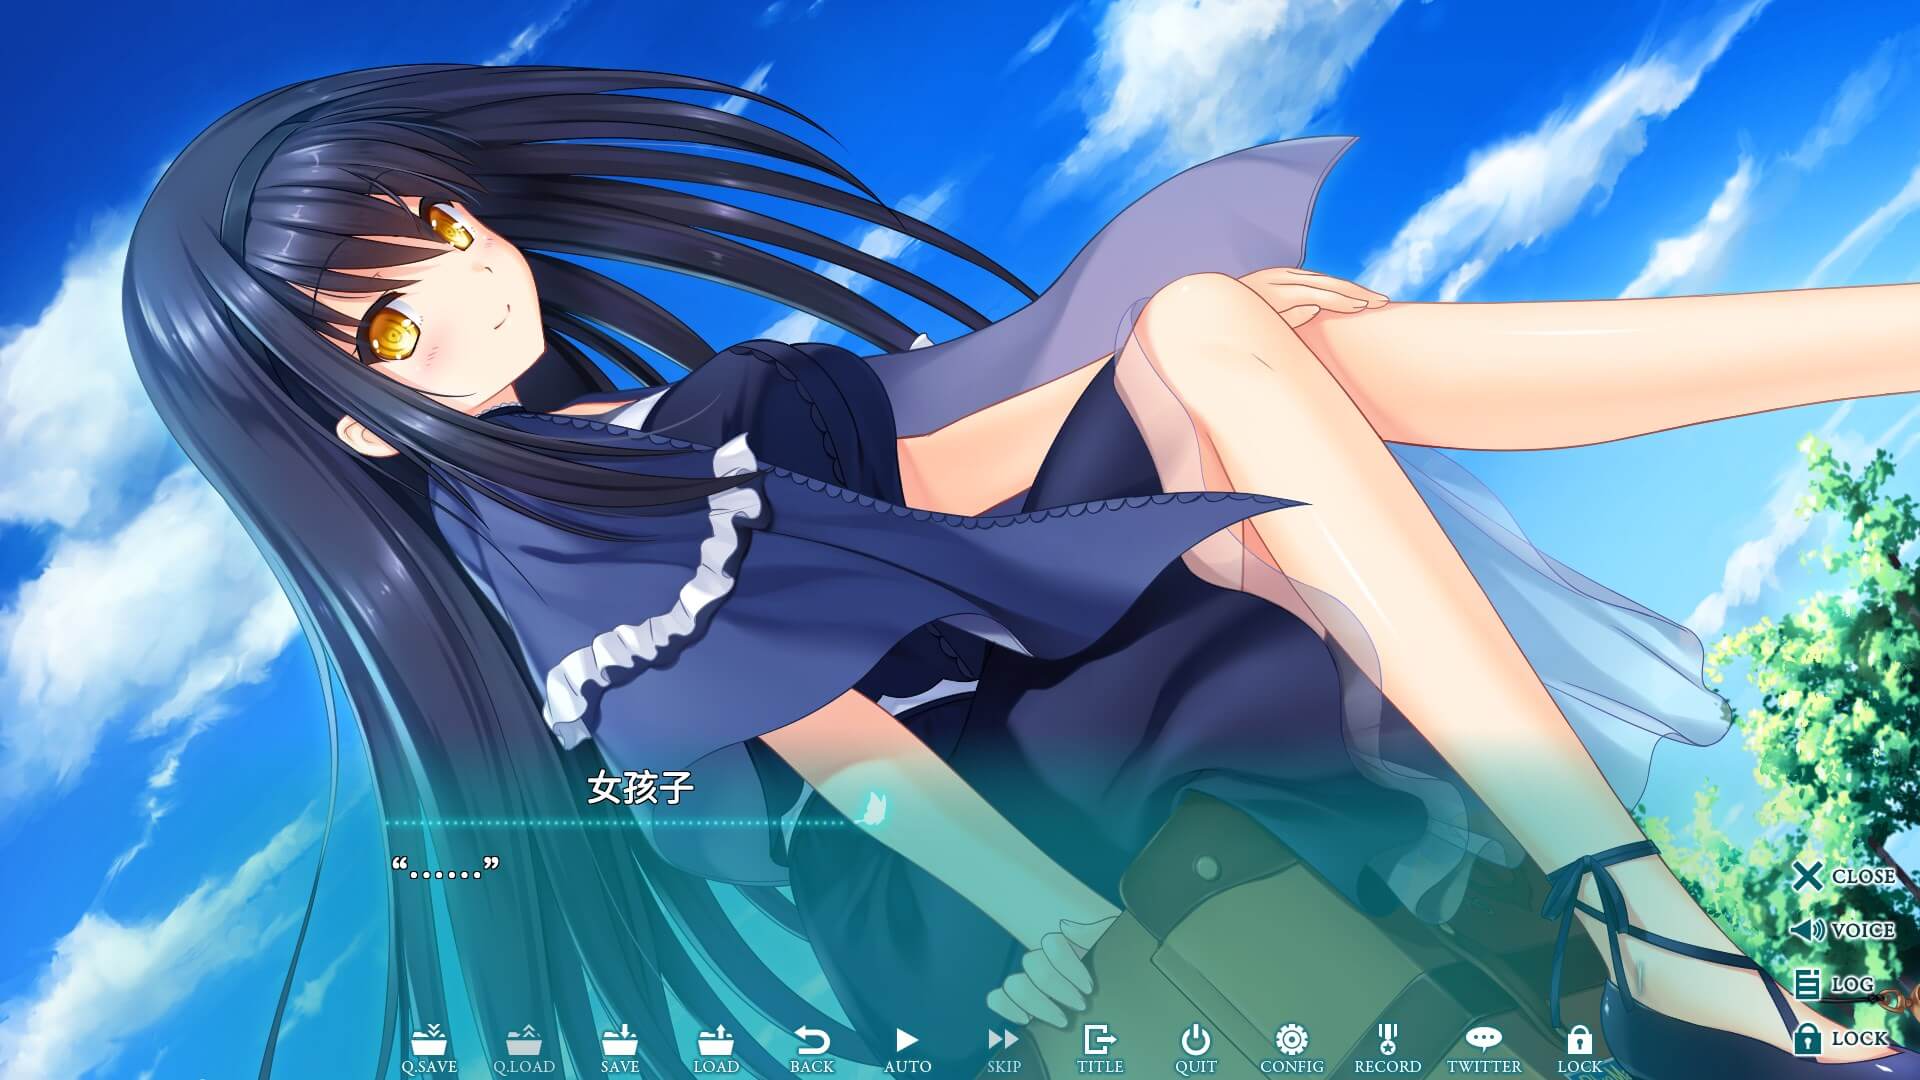 女孩子
“......”
CLOSE
VOICE
LOG
LOCK
Q.SAVE
Q.LOAD
SAVE
LOAD
BACK
AUTO
SKIP
TITLE
QUIT
CONFIG
RECORD
TWITTER
LOCK